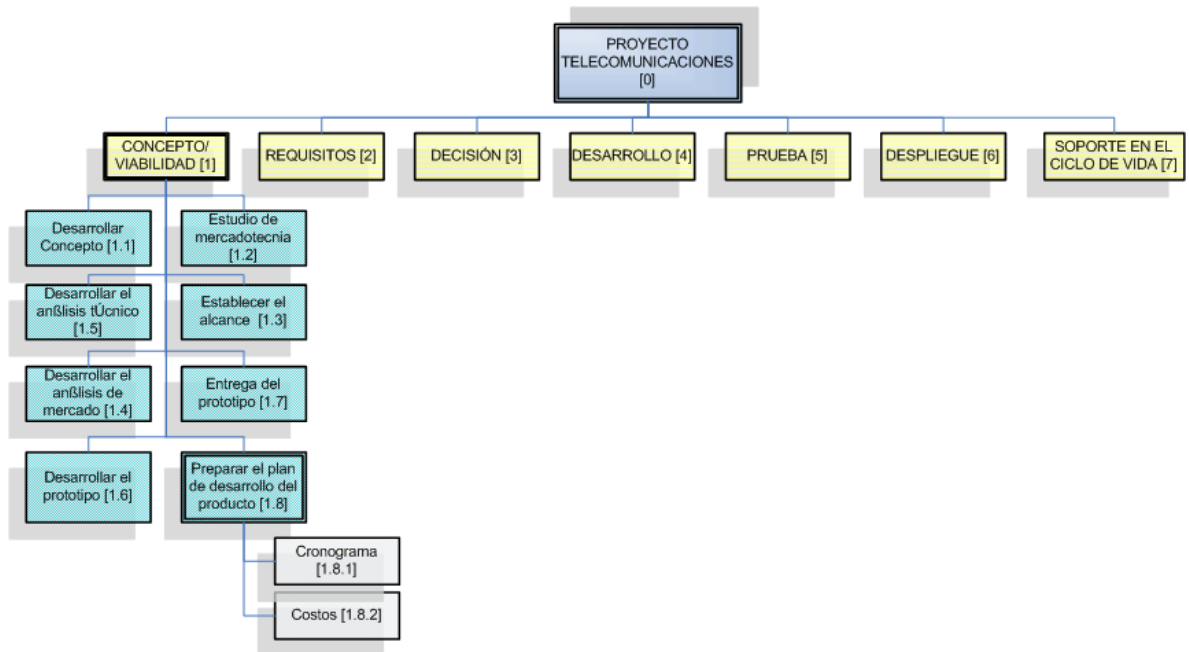 PROYECTO
TELECOMUNICACIONES
[0]
CONCEPTO/
VIABILIDAD [1]
REQUISITOS [2]
DECISIÓN [3]
DESARROLLO [4]
PRUEBA [5]
DESPLIEGUE [6]
SOPORTE EN EL
CICLO DE VIDA [7]
Desarrollar
Concepto [1.1]
Estudio de
mercadotecnia
[1.2]
Desarrollar el
anßlisis tÚcnico
[1.5]
Establecer el
alcance [1.3]
Desarrollar el
anßlisis de
mercado [1.4]
Entrega del
prototipo [1.7]
Desarrollar el
prototipo [1.6]
Preparar el plan
de desarrollo del
producto [1.8]
Cronograma
[1.8.1]
Costos [1.8.2]